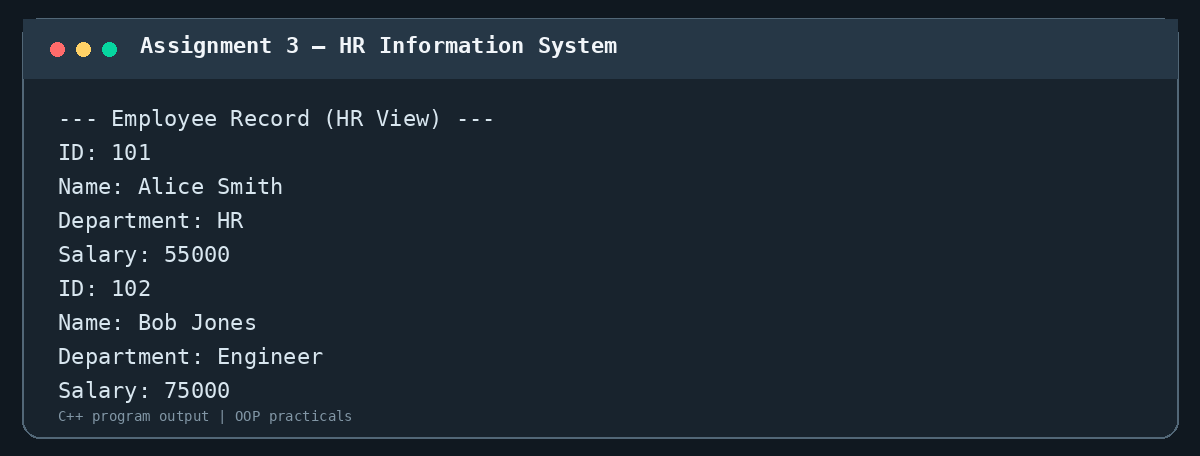 Assignment 3 — HR Information System
--- Employee Record (HR View) ---
ID: 101
Name: Alice Smith
Department: HR
Salary: 55000
ID: 102
Name: Bob Jones
Department: Engineer
Salary: 75000
C++ program output | OOP practicals